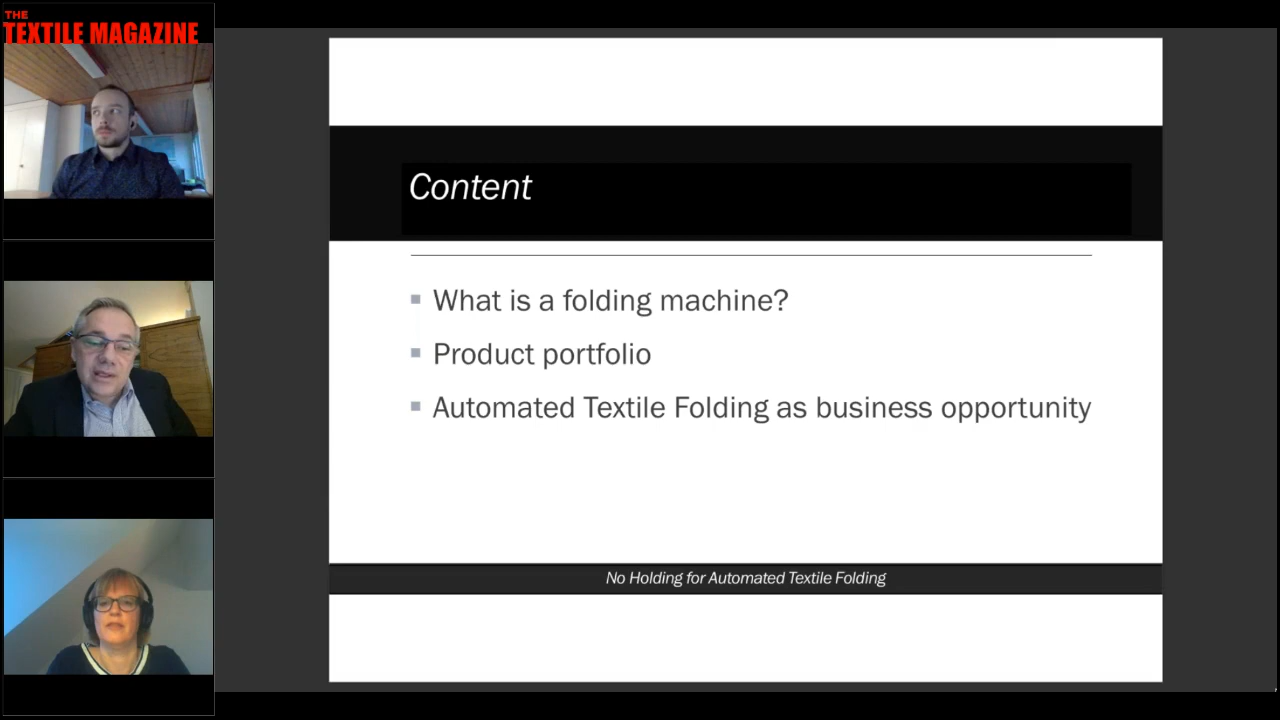 THE
TEXTILE MAGAZINE
Content
What is a folding machine?
Product portfolio
Automated Textile Folding as business opportunity
No Holding for Automated Textile Folding